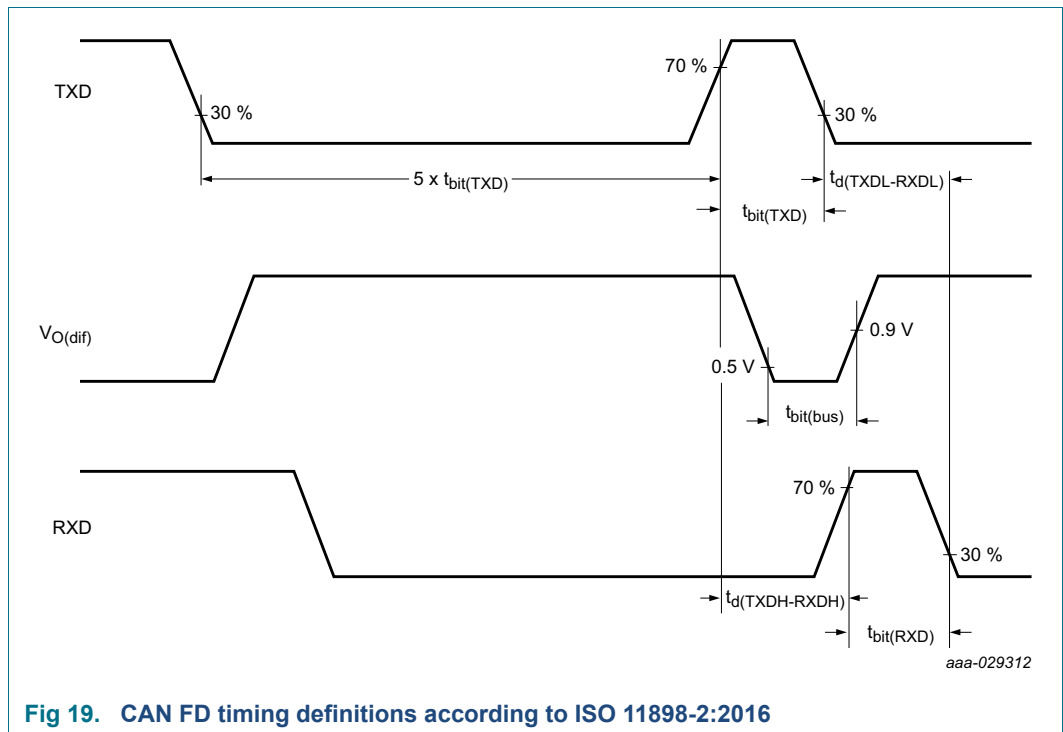 TXD
30 %
70 %
30 %
5 x tbit(TXD)
td(TXDL-RXDL)
tbit(TXD)
VO(dif)
0.5 V
0.9 V
tbit(bus)
RXD
70 %
30 %
td(TXDH-RXDH)
tbit(RXD)
aaa-029312
Fig 19. CAN FD timing definitions according to ISO 11898-2:2016